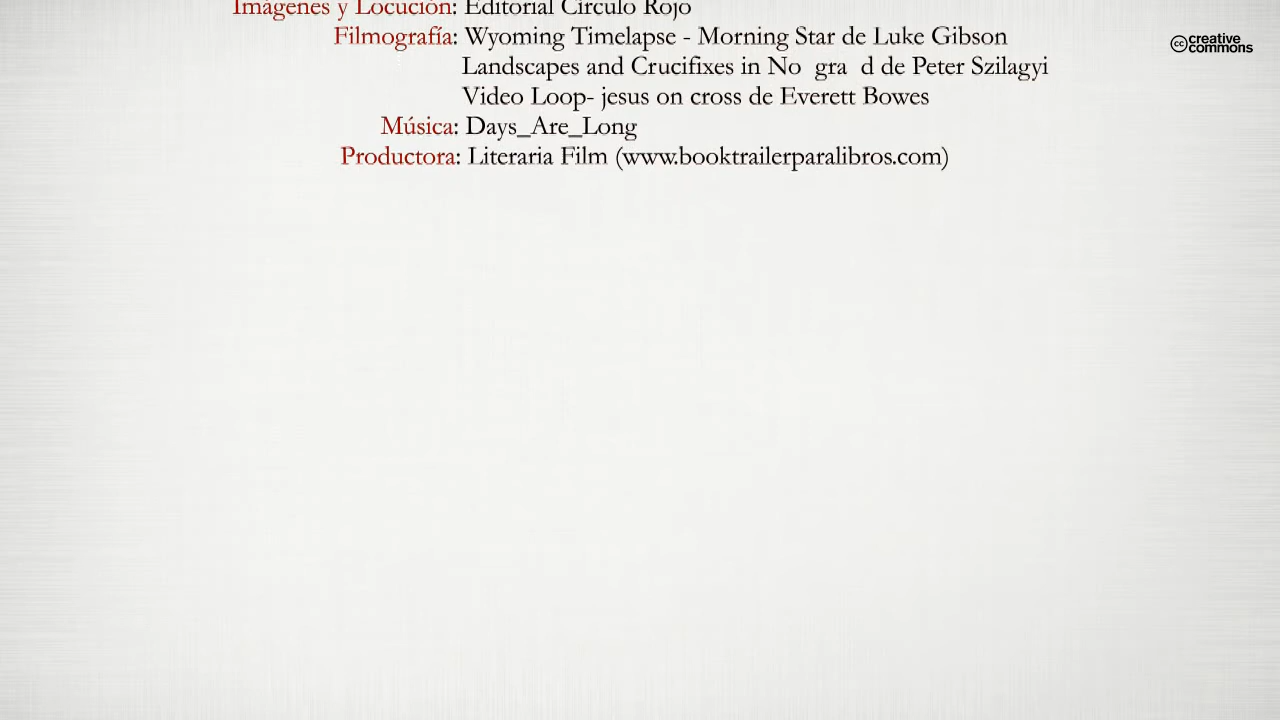 Imágenes y Locución: Editorial Círculo Rojo
Filmografía: Wyoming Timelapse - Morning Star de Luke Gibson
creative
commons
Landscapes and Crucifixes in No gra d de Peter Szilagyi
Video Loop- jesus on cross de Everett Bowes
Música: Days_Are_Long
Productora: Literaria Film (www.booktrailerparalibros.com)